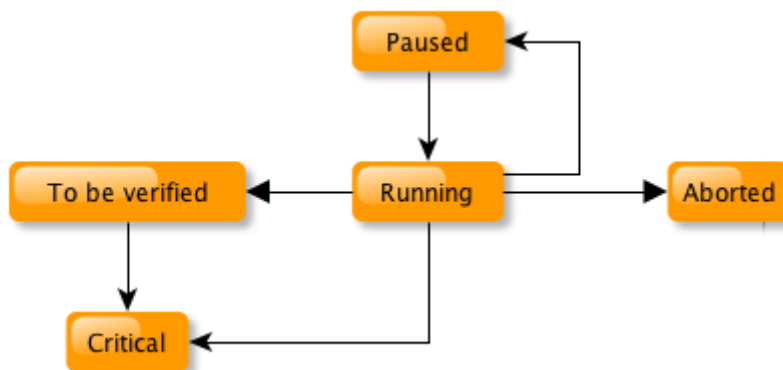 Paused
To be verified
Running
Aborted
Critical